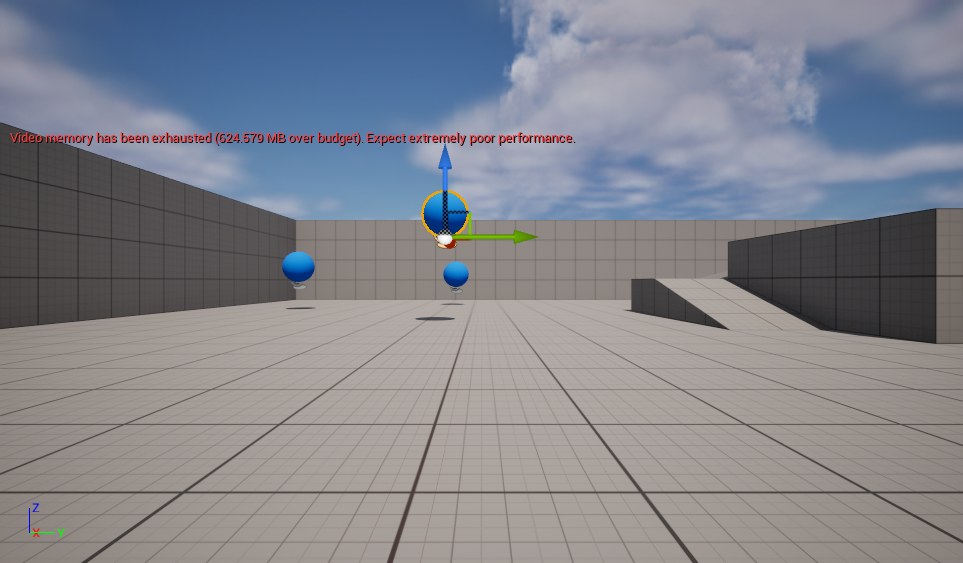 Video memory has been exhausted (624.579 MB over budget). Expect extremely poor performance.
Z
X Y